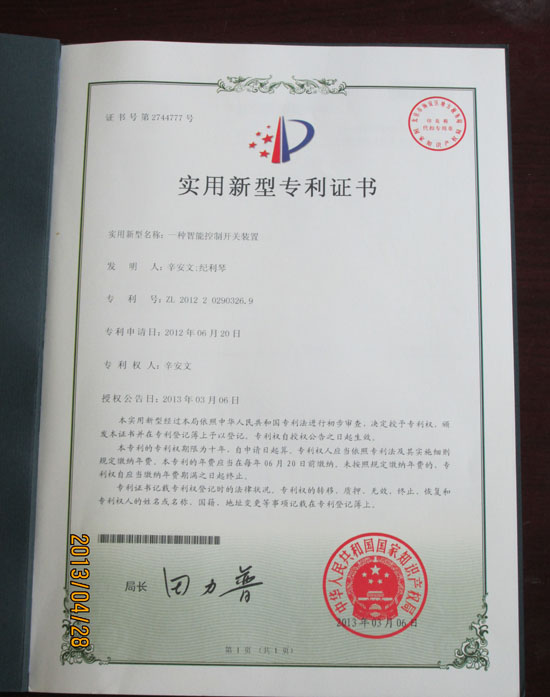 证书号第2744777号
实用新型专利证书
实用新型名称：一种智能控制开关装置
发 明 人：辛安文;纪利琴
专 利 号：ZL 2012 2 0290326.9
专利申请日：2012年06月20日
专 利 权 人：辛安文
授权公告日：2013年03月06日
本实用新型经过本局依照中华人民共和国专利法进行初步审查，决定授予专利权，颁
发本证书并在专利登记簿上予以登记。专利权自授权公告之日起生效。
本专利的专利权期限为十年，自申请日起算。专利权人应当依照专利法及其实施细则
规定缴纳年费。本专利的年费应当在每年06月20日前缴纳。未按照规定缴纳年费的，专
利权自应当缴纳年费期满之日起终止。
专利证书记载专利权登记时的法律状况。专利权的转移、质押、无效、终止、恢复和
专利权人的姓名或名称、国籍、地址变更等事项记载在专利登记簿上。
局长 田力普
中华人民共和国国家知识产权局
2013年03月06日
第1页（共1页）
2013/04/28